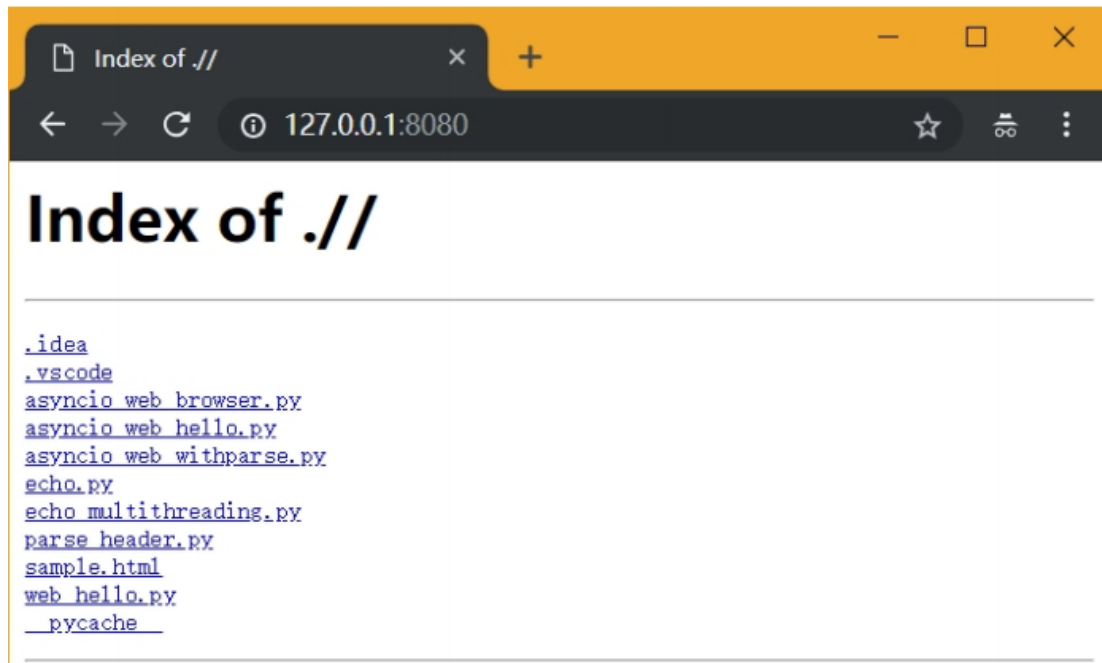 Index of .//
127.0.0.1:8080
Index of .//
.idea
.vscode
asyncio_web_browser.py
asyncio_web_hello.py
asyncio_web_withparse.py
echo.py
echo_multithreading.py
parse_header.py
sample.html
web_hello.py
__pycache__